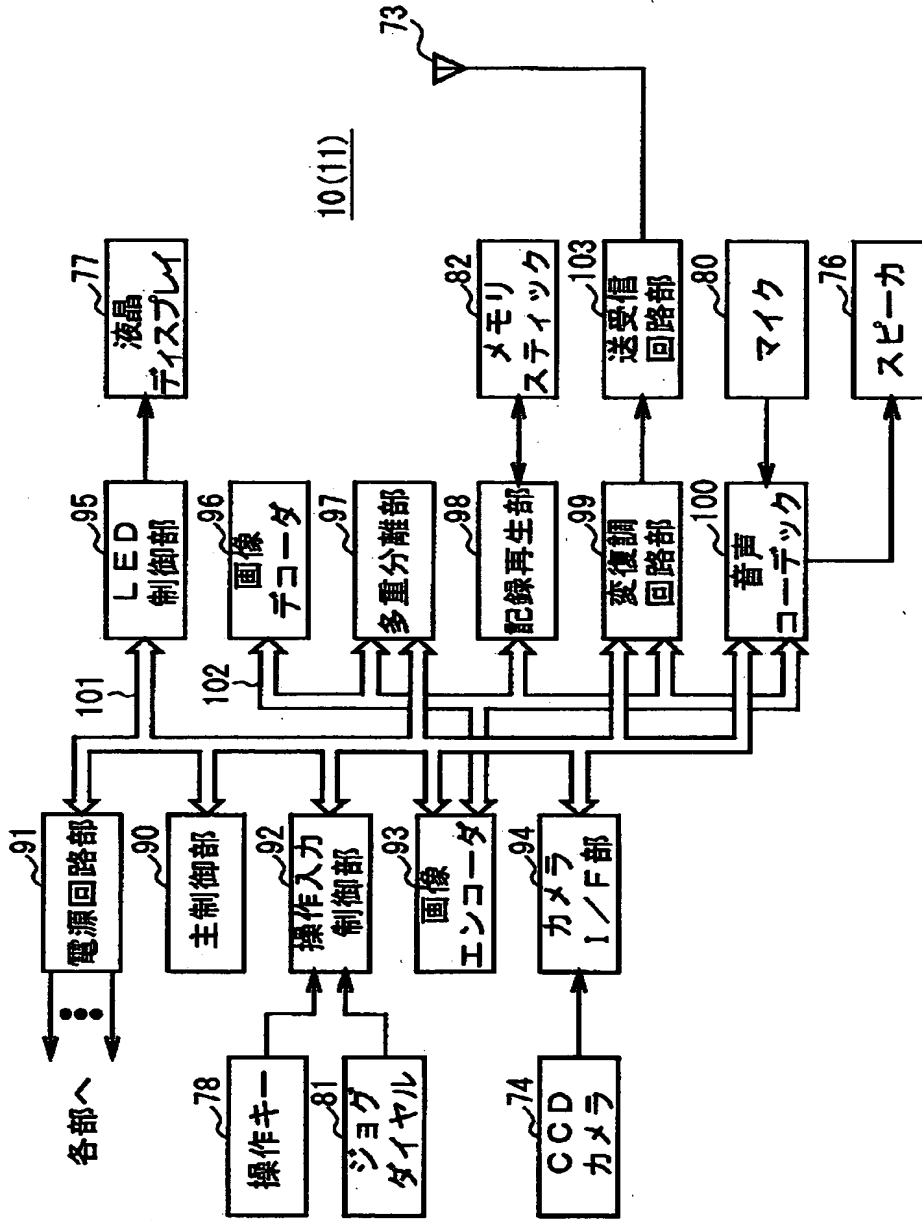 10(11)
各部へ
91
電源回路部
90
主制御部
78
操作キー
81
ジョグ
ダイヤル
92
操作入力
制御部
93
画像
エンコーダ
74
CCD
カメラ
94
カメラ
I/F部
101
102
95
LED
制御部
77
液晶
ディスプレイ
96
画像
デコーダ
97
多重分離部
98
記録再生部
82
メモリ
スティック
99
変復調
回路部
103
送受信
回路部
73
100
音声
コーデック
80
マイク
76
スピーカ